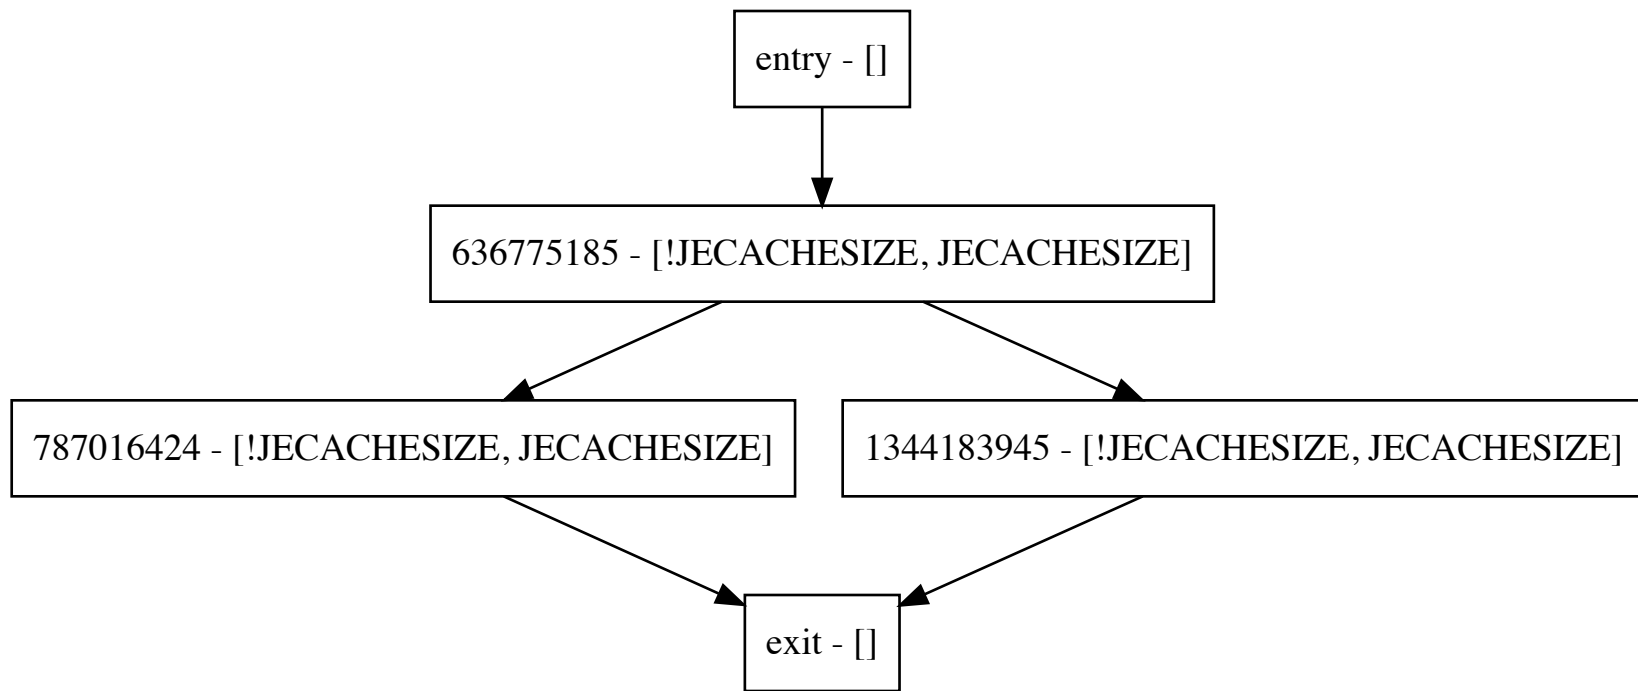 entry - []
636775185 - [!JECACHESIZE, JECACHESIZE]
787016424 - [!JECACHESIZE, JECACHESIZE]
1344183945 - [!JECACHESIZE, JECACHESIZE]
exit - []